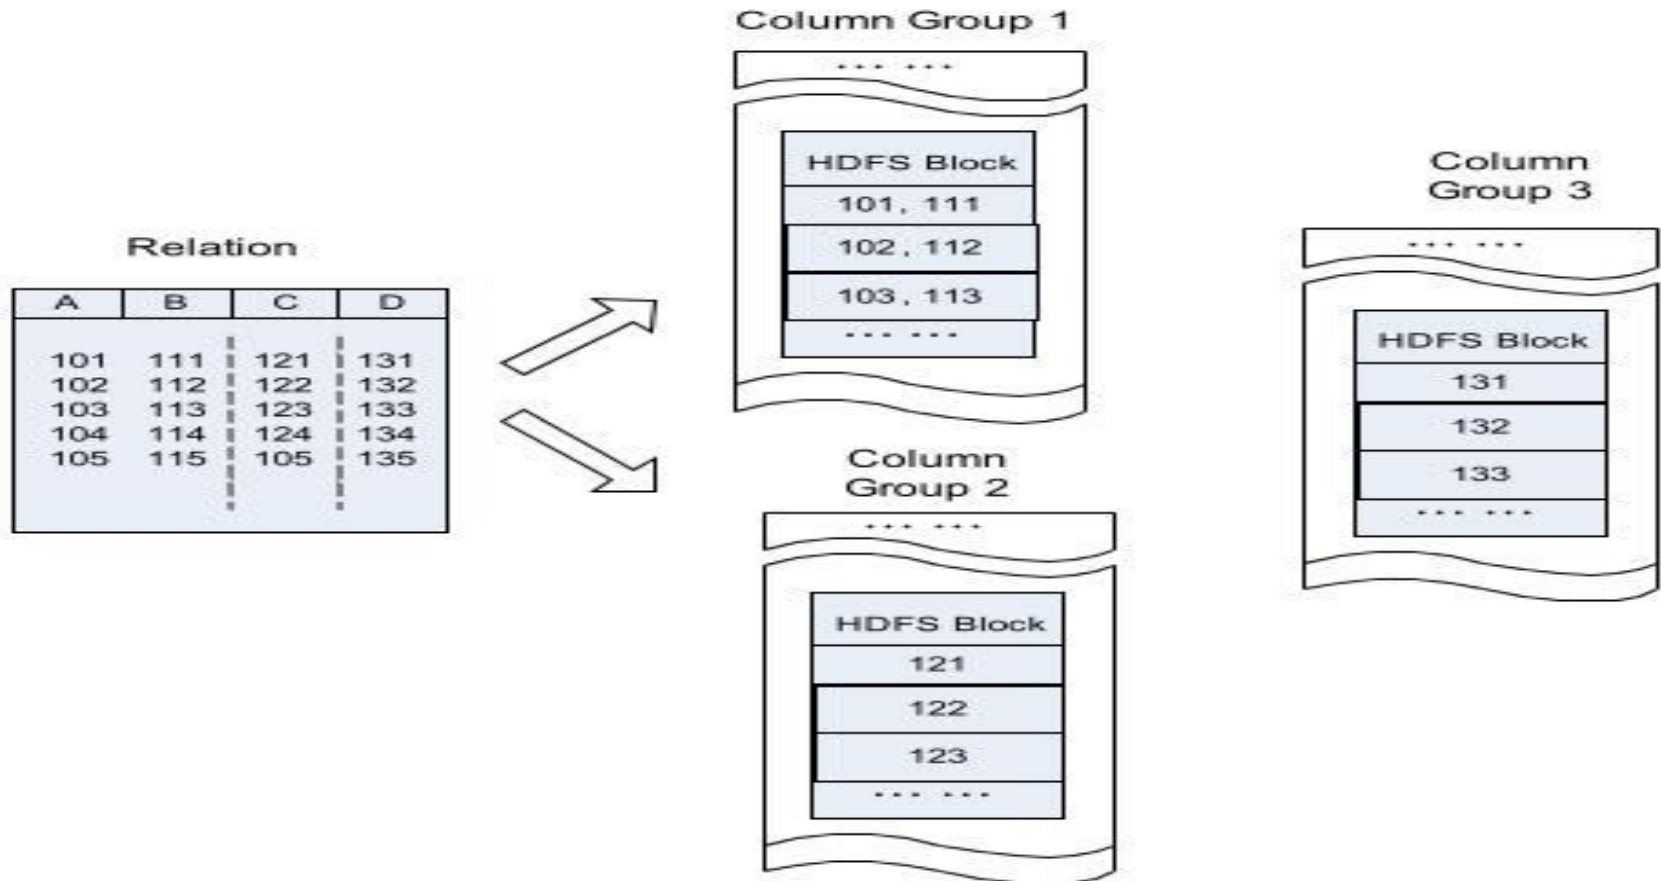 Column Group 1
... ...
HDFS Block
101, 111
102, 112
103, 113
... ...
Relation
A B C D
101 111 121 131
102 112 122 132
103 113 123 133
104 114 124 134
105 115 105 135
Column
Group 2
... ...
HDFS Block
121
122
123
... ...
Column
Group 3
... ...
HDFS Block
131
132
133
... ...